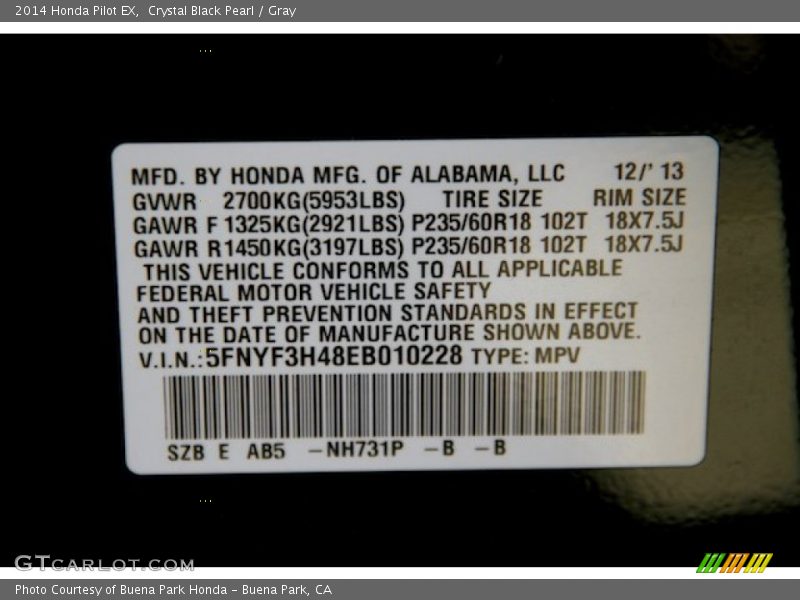 2014 Honda Pilot EX,  Crystal Black Pearl / Gray
...
MFD. BY HONDA MFG. OF ALABAMA, LLC 12/' 13
GVWR 2700KG(5953LBS) TIRE SIZE RIM SIZE
GAWR F 1325KG(2921LBS) P235/60R18 102T 18X7.5J
GAWR R1450KG(3197LBS) P235/60R18 102T 18X7.5J
THIS VEHICLE CONFORMS TO ALL APPLICABLE
FEDERAL MOTOR VEHICLE SAFETY
AND THEFT PREVENTION STANDARDS IN EFFECT
ON THE DATE OF MANUFACTURE SHOWN ABOVE.
V.I.N.:5FNYF3H48EB010228 TYPE: MPV
SZB E AB5 -NH731P -B -B
...
GTCARLOT.COM
Photo Courtesy of Buena Park Honda - Buena Park, CA